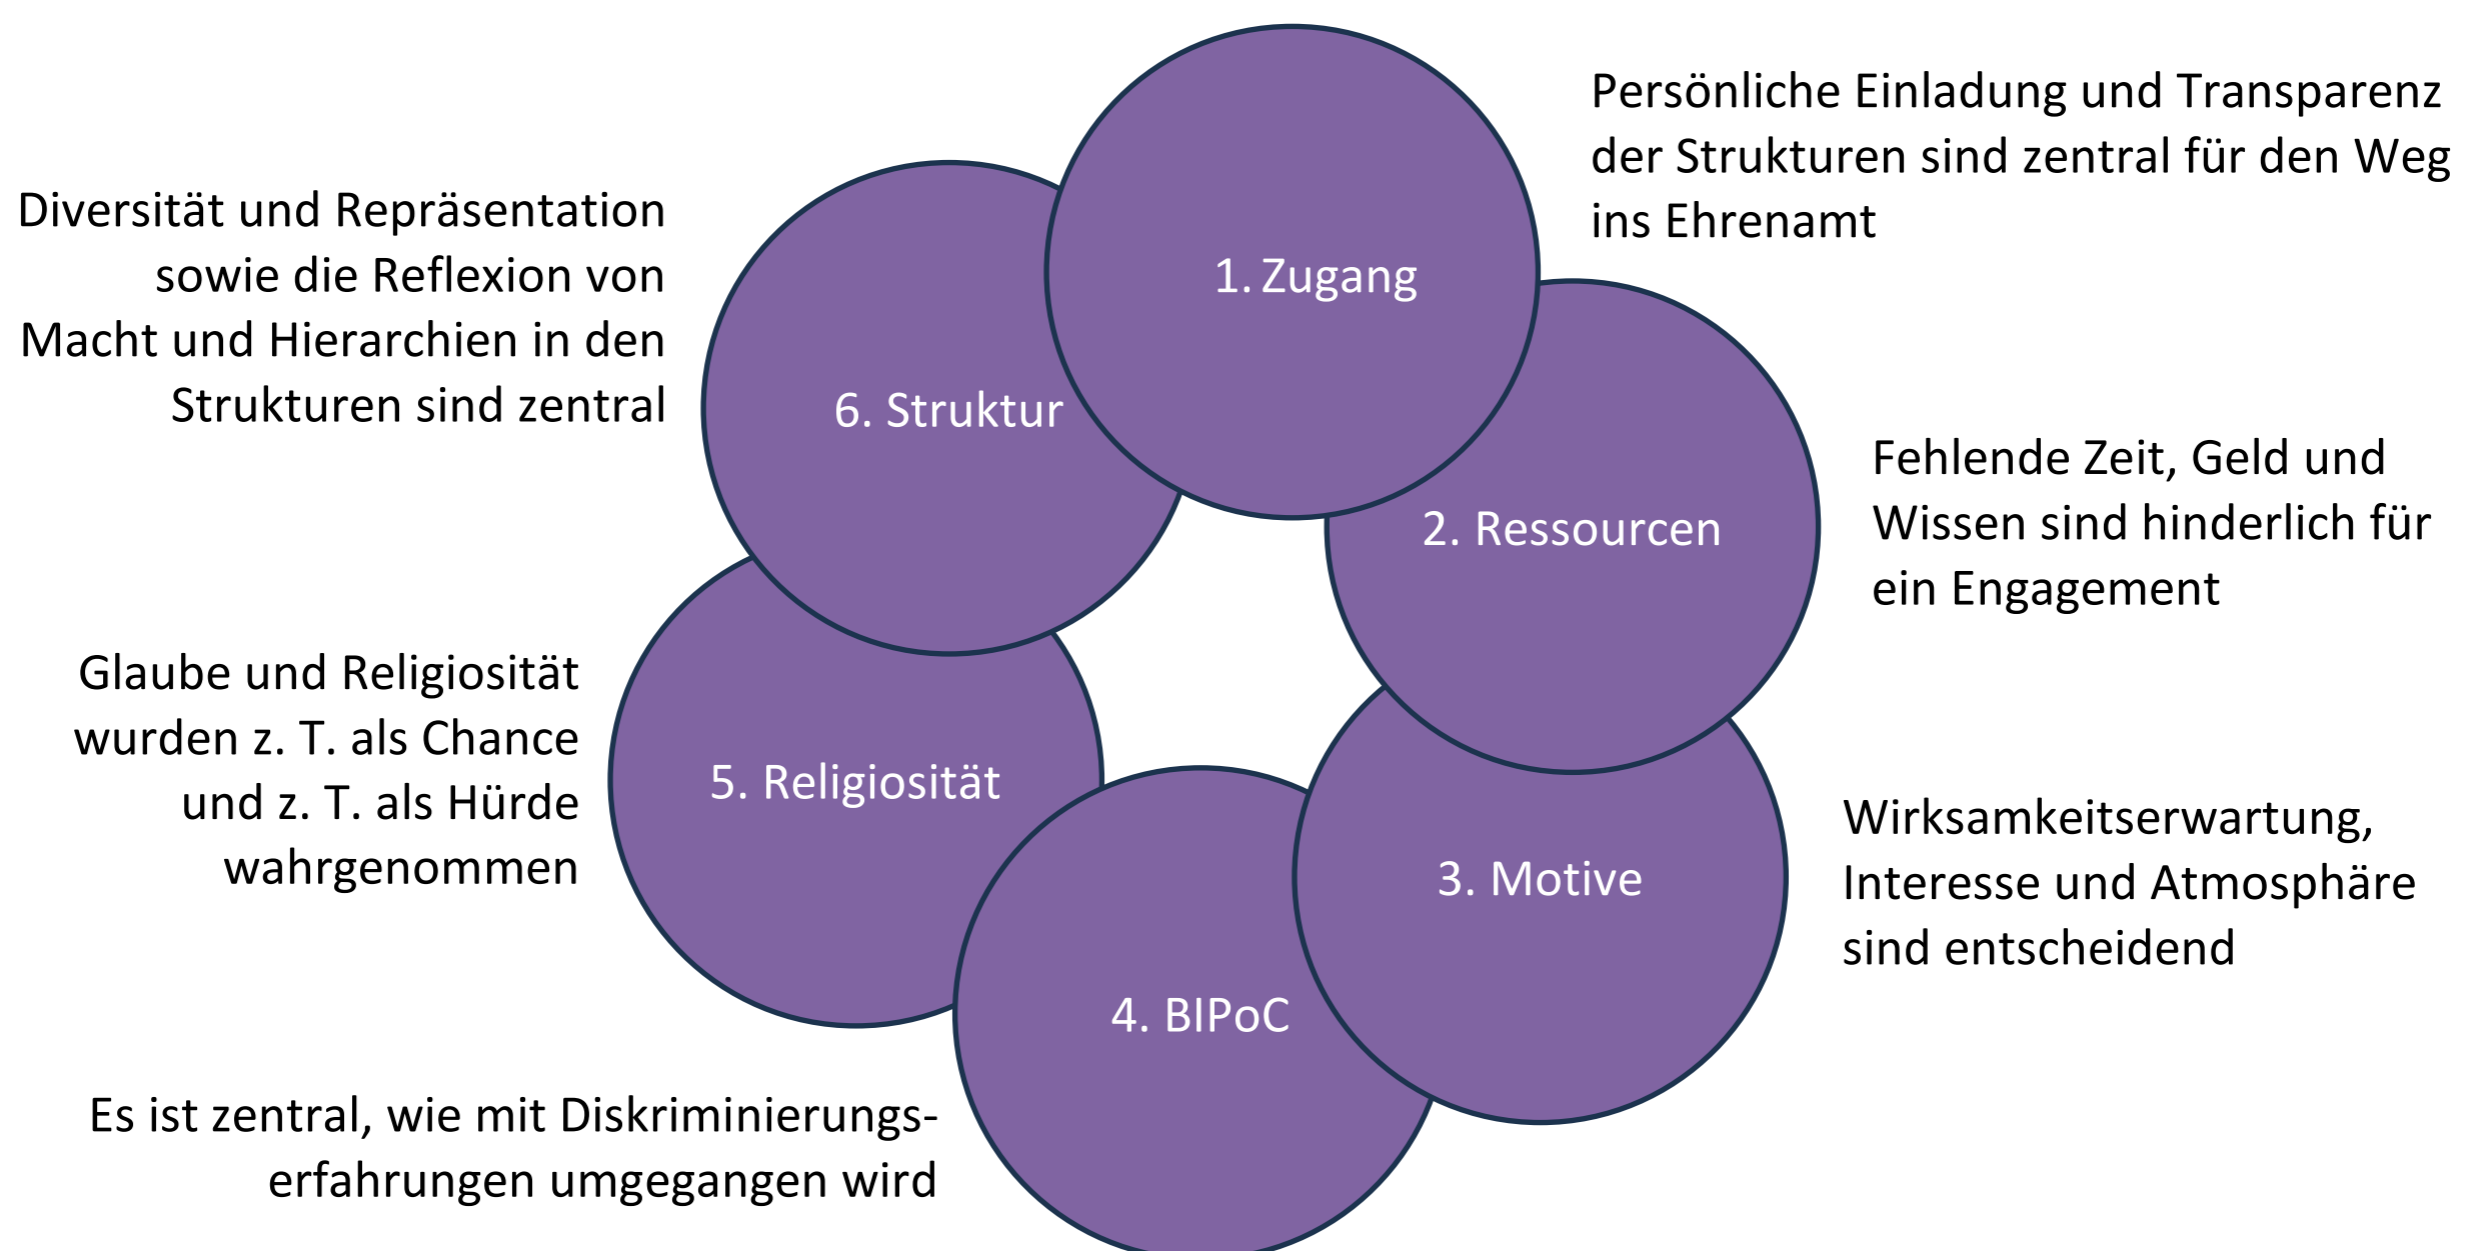 1. Zugang
Persönliche Einladung und Transparenz
der Strukturen sind zentral für den Weg
ins Ehrenamt
2. Ressourcen
Fehlende Zeit, Geld und
Wissen sind hinderlich für
ein Engagement
3. Motive
Wirksamkeitserwartung,
Interesse und Atmosphäre
sind entscheidend
4. BIPoC
Es ist zentral, wie mit Diskriminierungs-
erfahrungen umgegangen wird
5. Religiosität
Glaube und Religiosität
wurden z. T. als Chance
und z. T. als Hürde
wahrgenommen
6. Struktur
Diversität und Repräsentation
sowie die Reflexion von
Macht und Hierarchien in den
Strukturen sind zentral